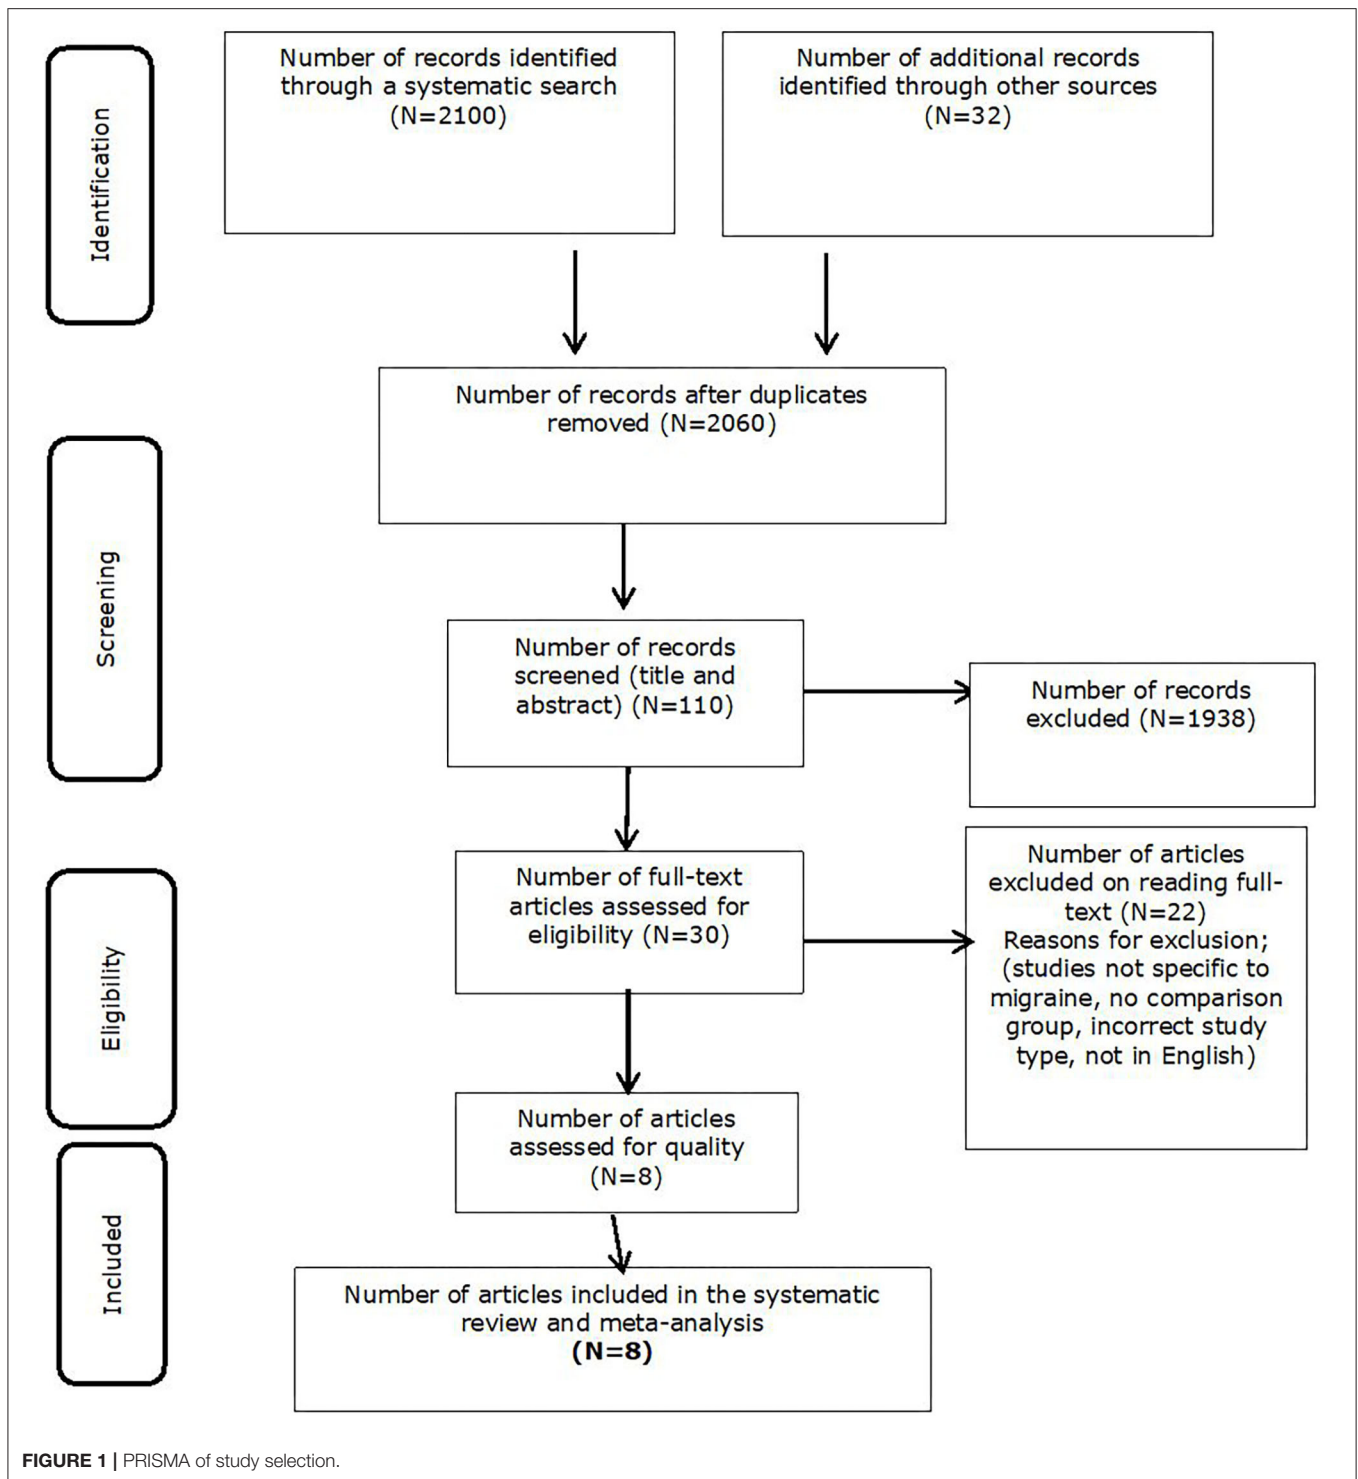 Identification
Number of records identified
through a systematic search
(N=2100)
Number of additional records
identified through other sources
(N=32)
Number of records after duplicates
removed (N=2060)
Screening
Number of records
screened (title and
abstract) (N=110)
Number of records
excluded (N=1938)
Eligibility
Number of full-text
articles assessed for
eligibility (N=30)
Number of articles
excluded on reading full-
text (N=22)
Reasons for exclusion;
(studies not specific to
migraine, no comparison
group, incorrect study
type, not in English)
Number of articles
assessed for quality
(N=8)
Included
Number of articles included in the systematic
review and meta-analysis
(N=8)
FIGURE 1 | PRISMA of study selection.